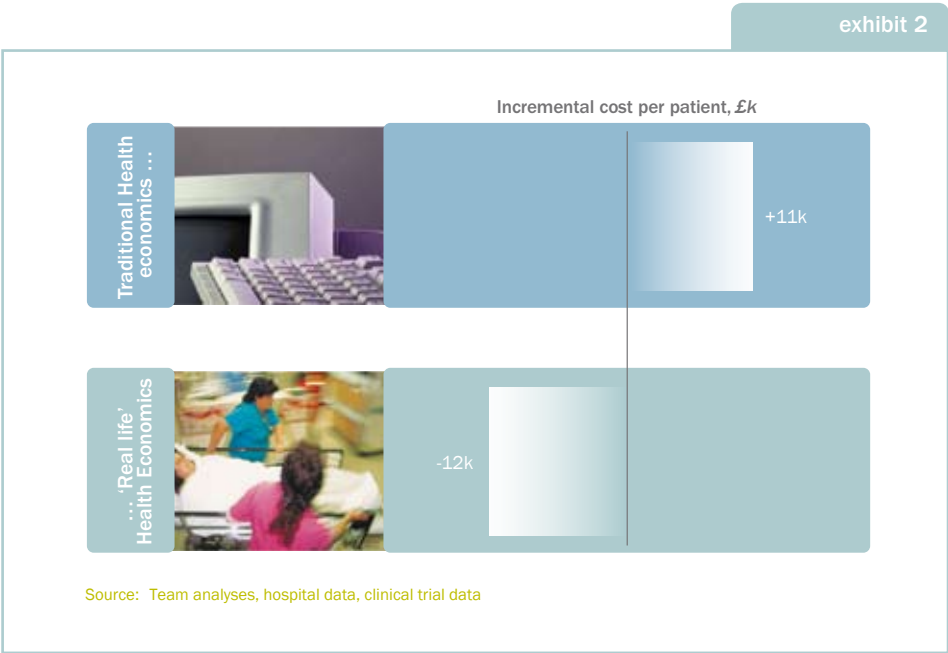 exhibit 2
Incremental cost per patient, £k
Traditional Health
economics …
+11k
… ‘Real life’
Health Economics
-12k
Source: Team analyses, hospital data, clinical trial data